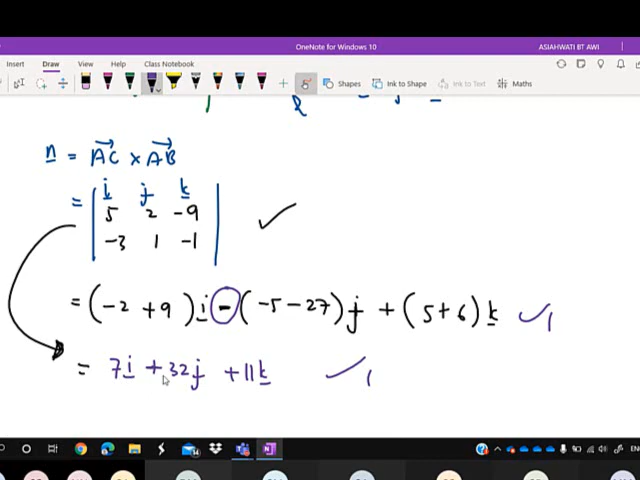 OneNote for Windows 10
ASIAHWATI BT AWI
Insert Draw View Help Class Notebook
Shapes Ink to Shape Ink to Text Maths
n = AC × AB
= | i j k
5 2 -9
-3 1 -1 |
= (-2 + 9) i - (-5 - 27) j + (5 + 6) k ✓ 1
= 7i + 32j + 11k ✓ 1